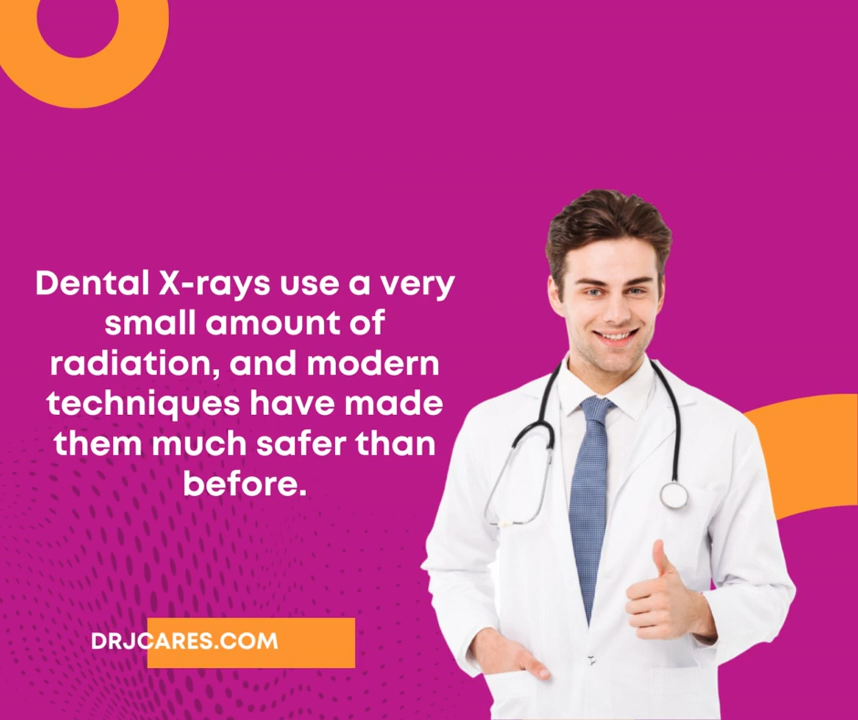 Dental X-rays use a very
small amount of
radiation, and modern
techniques have made
them much safer than
before.
DRJCARES.COM